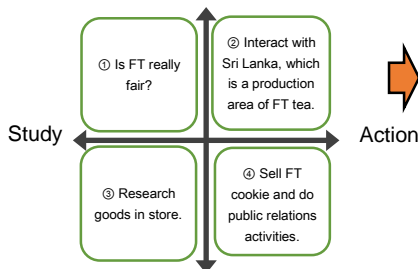 ① Is FT really
fair?
② Interact with
Sri Lanka, which
is a production
area of FT tea.
Study
Action
③ Research
goods in store.
④ Sell FT
cookie and do
public relations
activities.